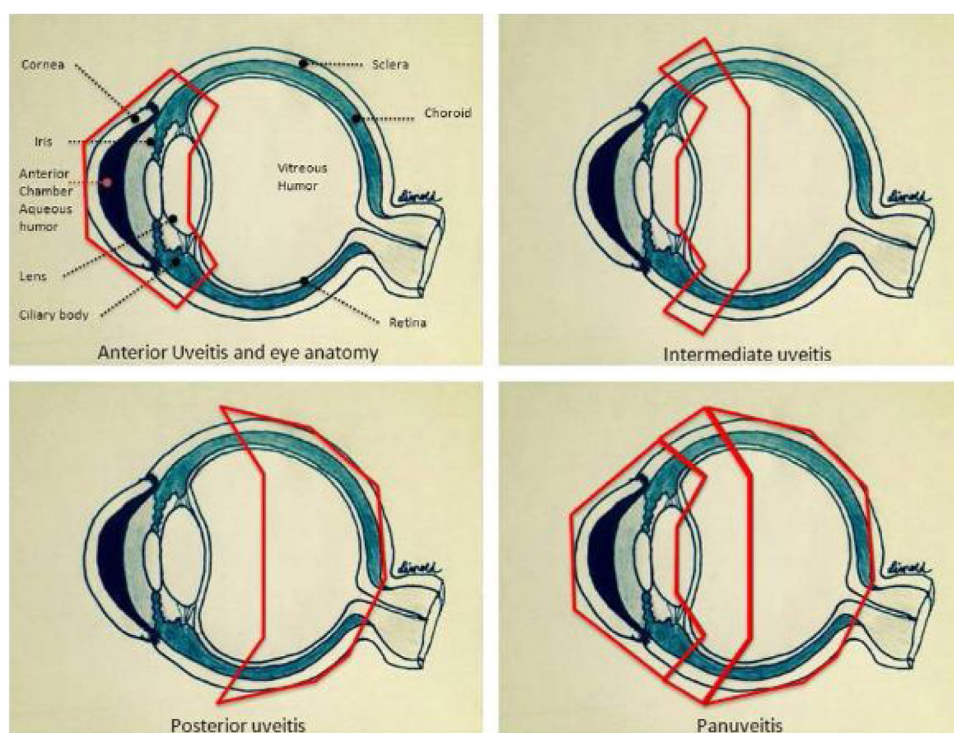 Cornea
Sclera
Choroid
Iris
Anterior
Chamber
Aqueous
humor
Vitreous
Humor
Lens
Ciliary body
Retina
Anterior Uveitis and eye anatomy
Intermediate uveitis
Posterior uveitis
Panuveitis